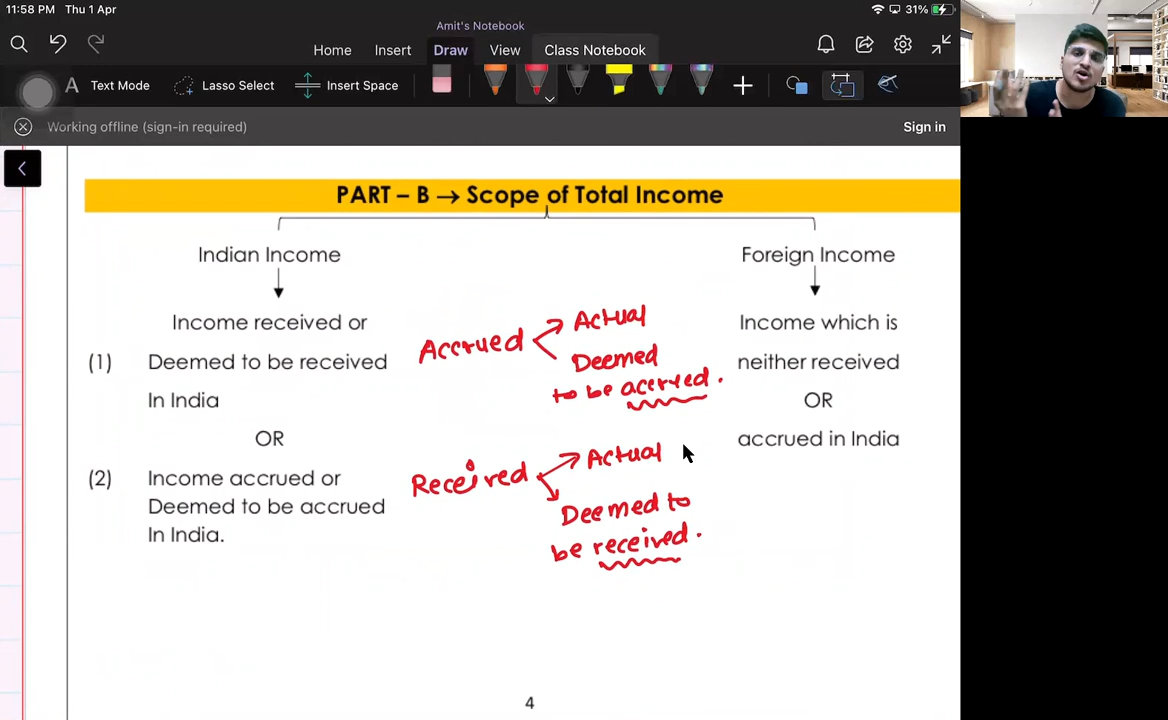 11:58 PM Thu 1 Apr
31%
Amit's Notebook
Home Insert Draw View Class Notebook
A Text Mode Lasso Select Insert Space
Working offline (sign-in required) Sign in
PART – B → Scope of Total Income
Indian Income
Income received or
(1) Deemed to be received
In India
OR
(2) Income accrued or
Deemed to be accrued
In India.
Accrued Actual
Deemed
to be accrued.
Received Actual
Deemed to
be received.
Foreign Income
Income which is
neither received
OR
accrued in India
4